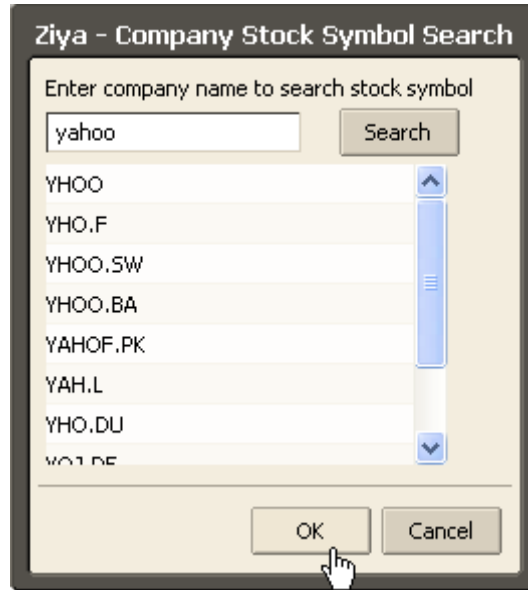 Ziya - Company Stock Symbol Search
Enter company name to search stock symbol
yahoo Search
YHOO
YHO.F
YHOO.SW
YHOO.BA
YAHOF.PK
YAH.L
YHO.DU
OK Cancel